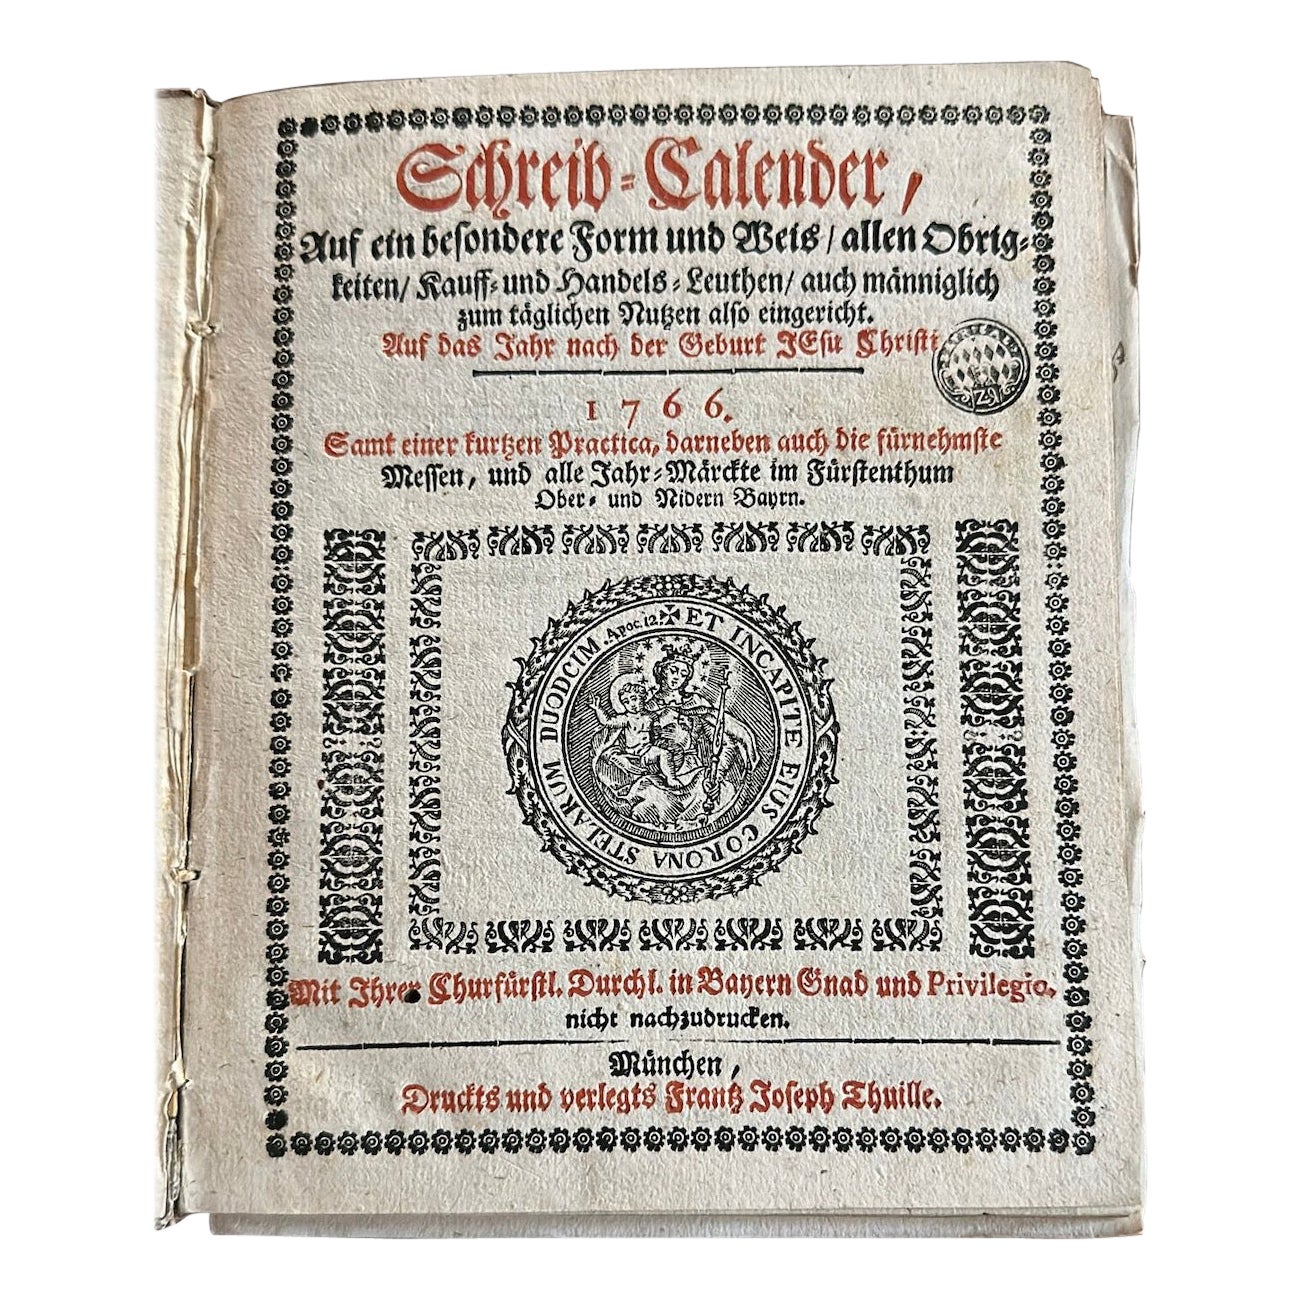 Schreib-Calender,
Auf ein besondere Form und Weis / allen Obrig-
keiten / Kauff- und Handels-Leuthen / auch männiglich
zum täglichen Nutzen also eingericht.
Auf das Jahr nach der Geburt JEsu Christi
1766.
Samt einer kurtzen Practica, darneben auch die fürnehmste
Messen, und alle Jahr-Märckte im Fürstenthum
Ober- und Nidern Bayrn.
ET IN CAPITE EIUS CORONA STELARUM DUODCIM. Apoc. 12.
Mit Ihrer Churfürstl. Durchl. in Bayern Gnad und Privilegio,
nicht nachzudrucken.
München,
Druckts und verlegts Frantz Joseph Thuille.